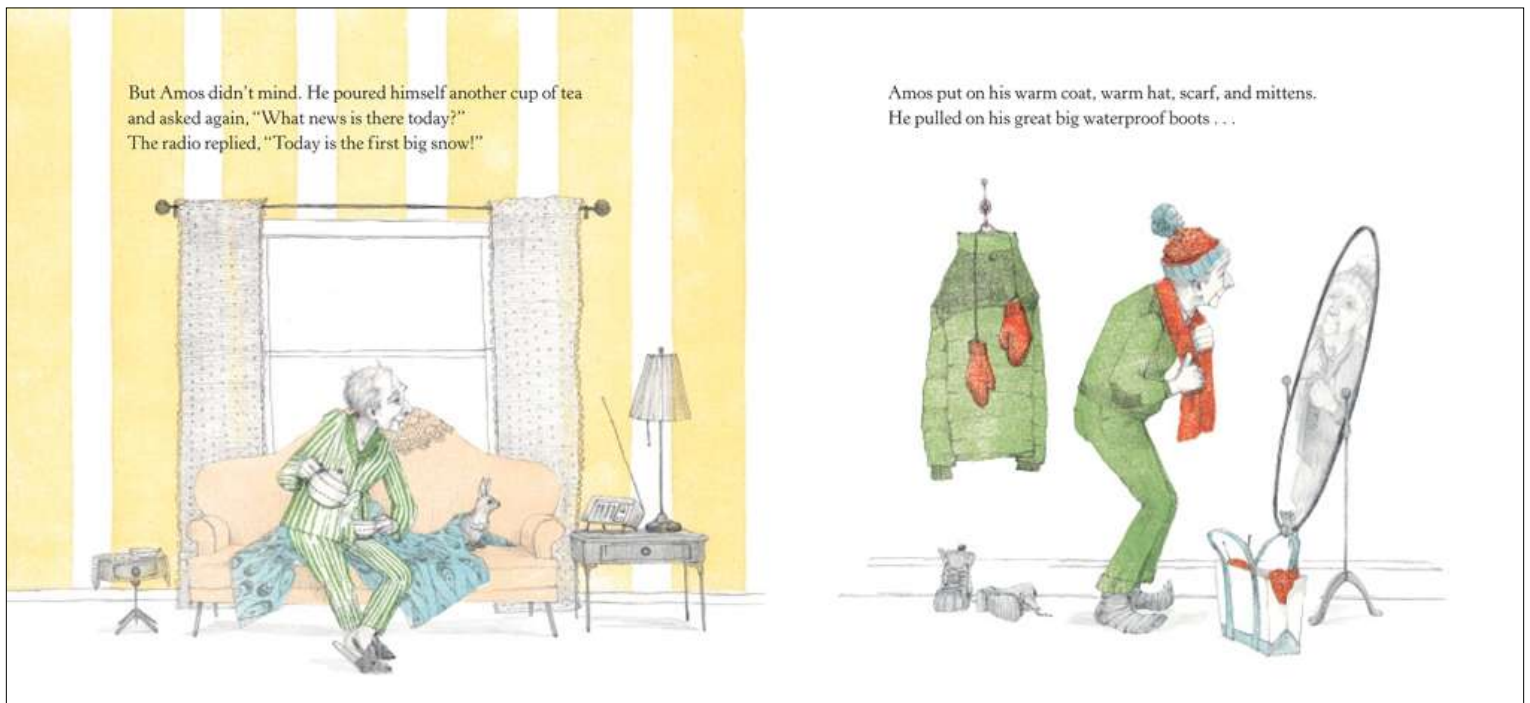 But Amos didn’t mind. He poured himself another cup of tea
and asked again, “What news is there today?”
The radio replied, “Today is the first big snow!”
Amos put on his warm coat, warm hat, scarf, and mittens.
He pulled on his great big waterproof boots . . .